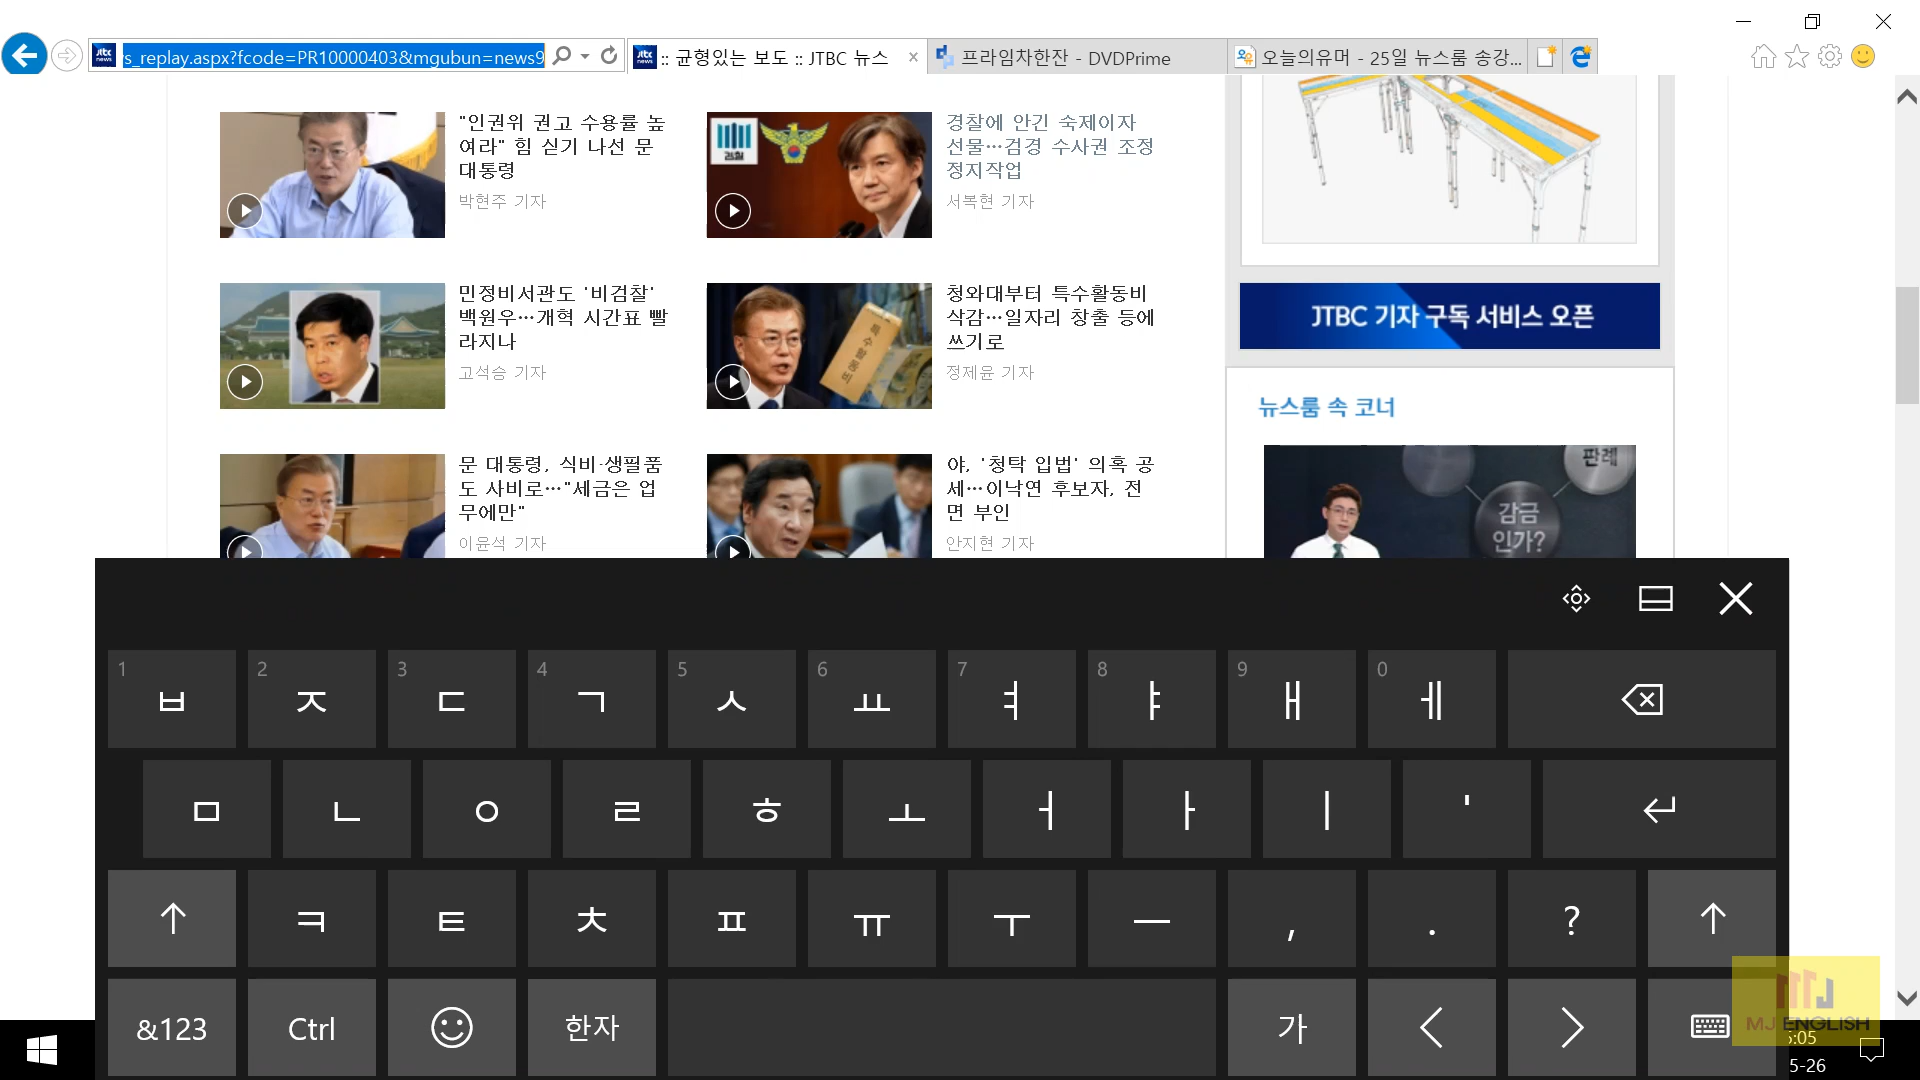 s_replay.aspx?fcode=PR10000403&mgubun=news9
:: 균형있는 보도 :: JTBC 뉴스
프라임차한잔 - DVDPrime
오늘의유머 - 25일 뉴스룸 송강...
"인권위 권고 수용률 높
여라" 힘 싣기 나선 문
대통령
박현주 기자
검찰
경찰에 안긴 숙제이자
선물…검경 수사권 조정
정지작업
서복현 기자
민정비서관도 '비검찰'
백원우…개혁 시간표 빨
라지나
고석승 기자
특수활동비
청와대부터 특수활동비
삭감…일자리 창출 등에
쓰기로
정제윤 기자
JTBC 기자 구독 서비스 오픈
뉴스룸 속 코너
판례
감금
인가?
문 대통령, 식비·생필품
도 사비로…"세금은 업
무에만"
이윤석 기자
야, '청탁 입법' 의혹 공
세…이낙연 후보자, 전
면 부인
안지현 기자
1 2 3 4 5 6 7 8 9 0
ㅂ ㅈ ㄷ ㄱ ㅅ ㅛ ㅕ ㅑ ㅐ ㅔ
ㅁ ㄴ ㅇ ㄹ ㅎ ㅗ ㅓ ㅏ ㅣ '
ㅋ ㅌ ㅊ ㅍ ㅠ ㅜ ㅡ , . ?
&123 Ctrl 한자 가
MJ ENGLISH
:05
5-26